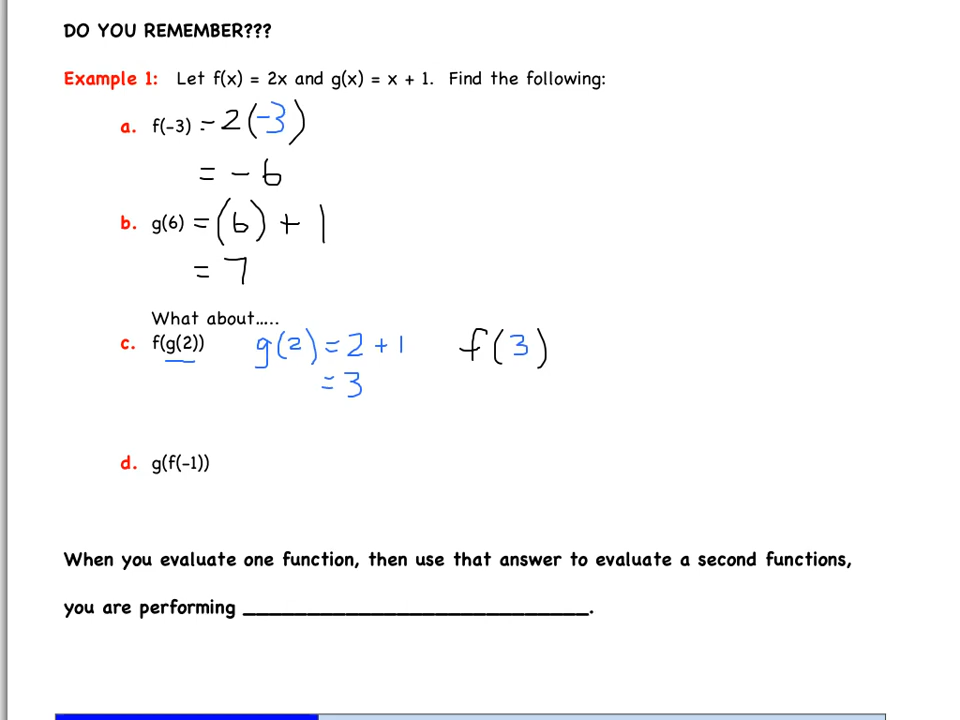 DO YOU REMEMBER???
Example 1: Let f(x) = 2x and g(x) = x + 1. Find the following:
a. f(-3) = 2(-3)
= - 6
b. g(6) = (6) + 1
= 7
What about…..
c. f(g(2)) g(2) = 2 + 1 f(3)
= 3
d. g(f(-1))
When you evaluate one function, then use that answer to evaluate a second functions,
you are performing ___________________________.